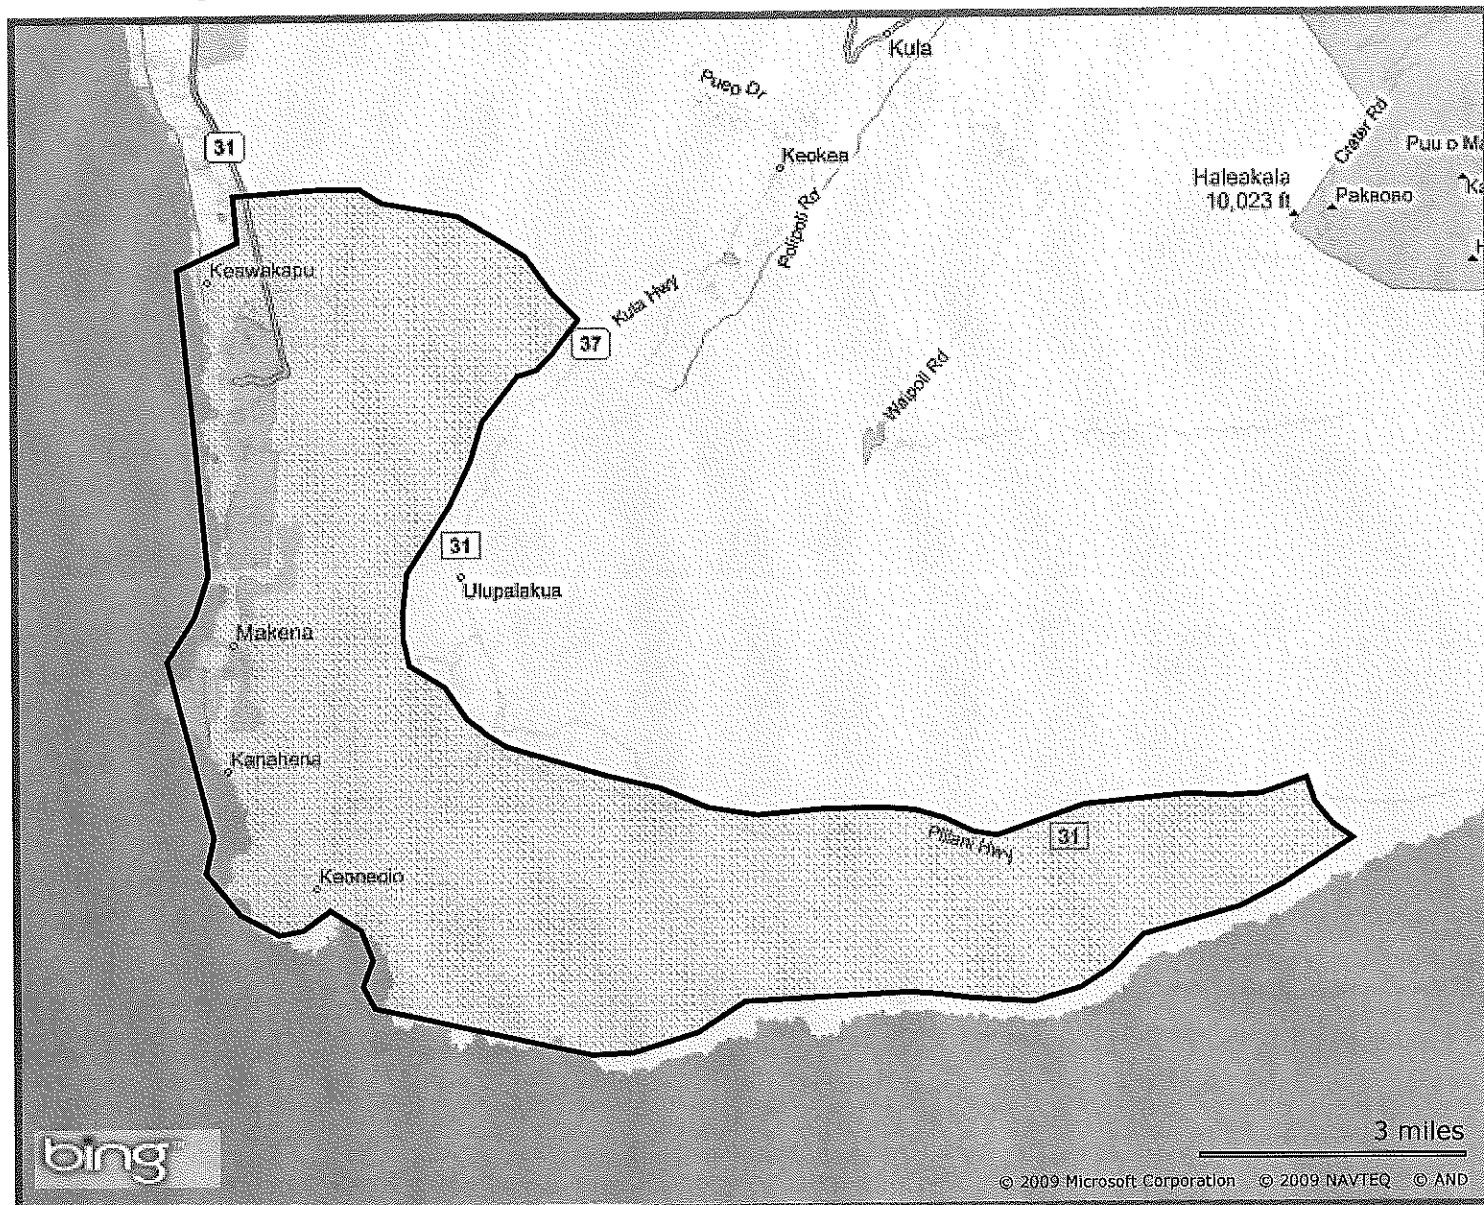 Kula
Pueo Dr
31
Crater Rd
Puu o Ma
Keokea
Haleakala
10,023 ft
Pakaoao
Ka
Polipoli Rd
H
Keawakapu
Kula Hwy
37
Waipoli Rd
31
Ulupalakua
Makena
Kanahena
Piilani Hwy
31
Keoneoio
bing™
3 miles
© 2009 Microsoft Corporation © 2009 NAVTEQ © AND